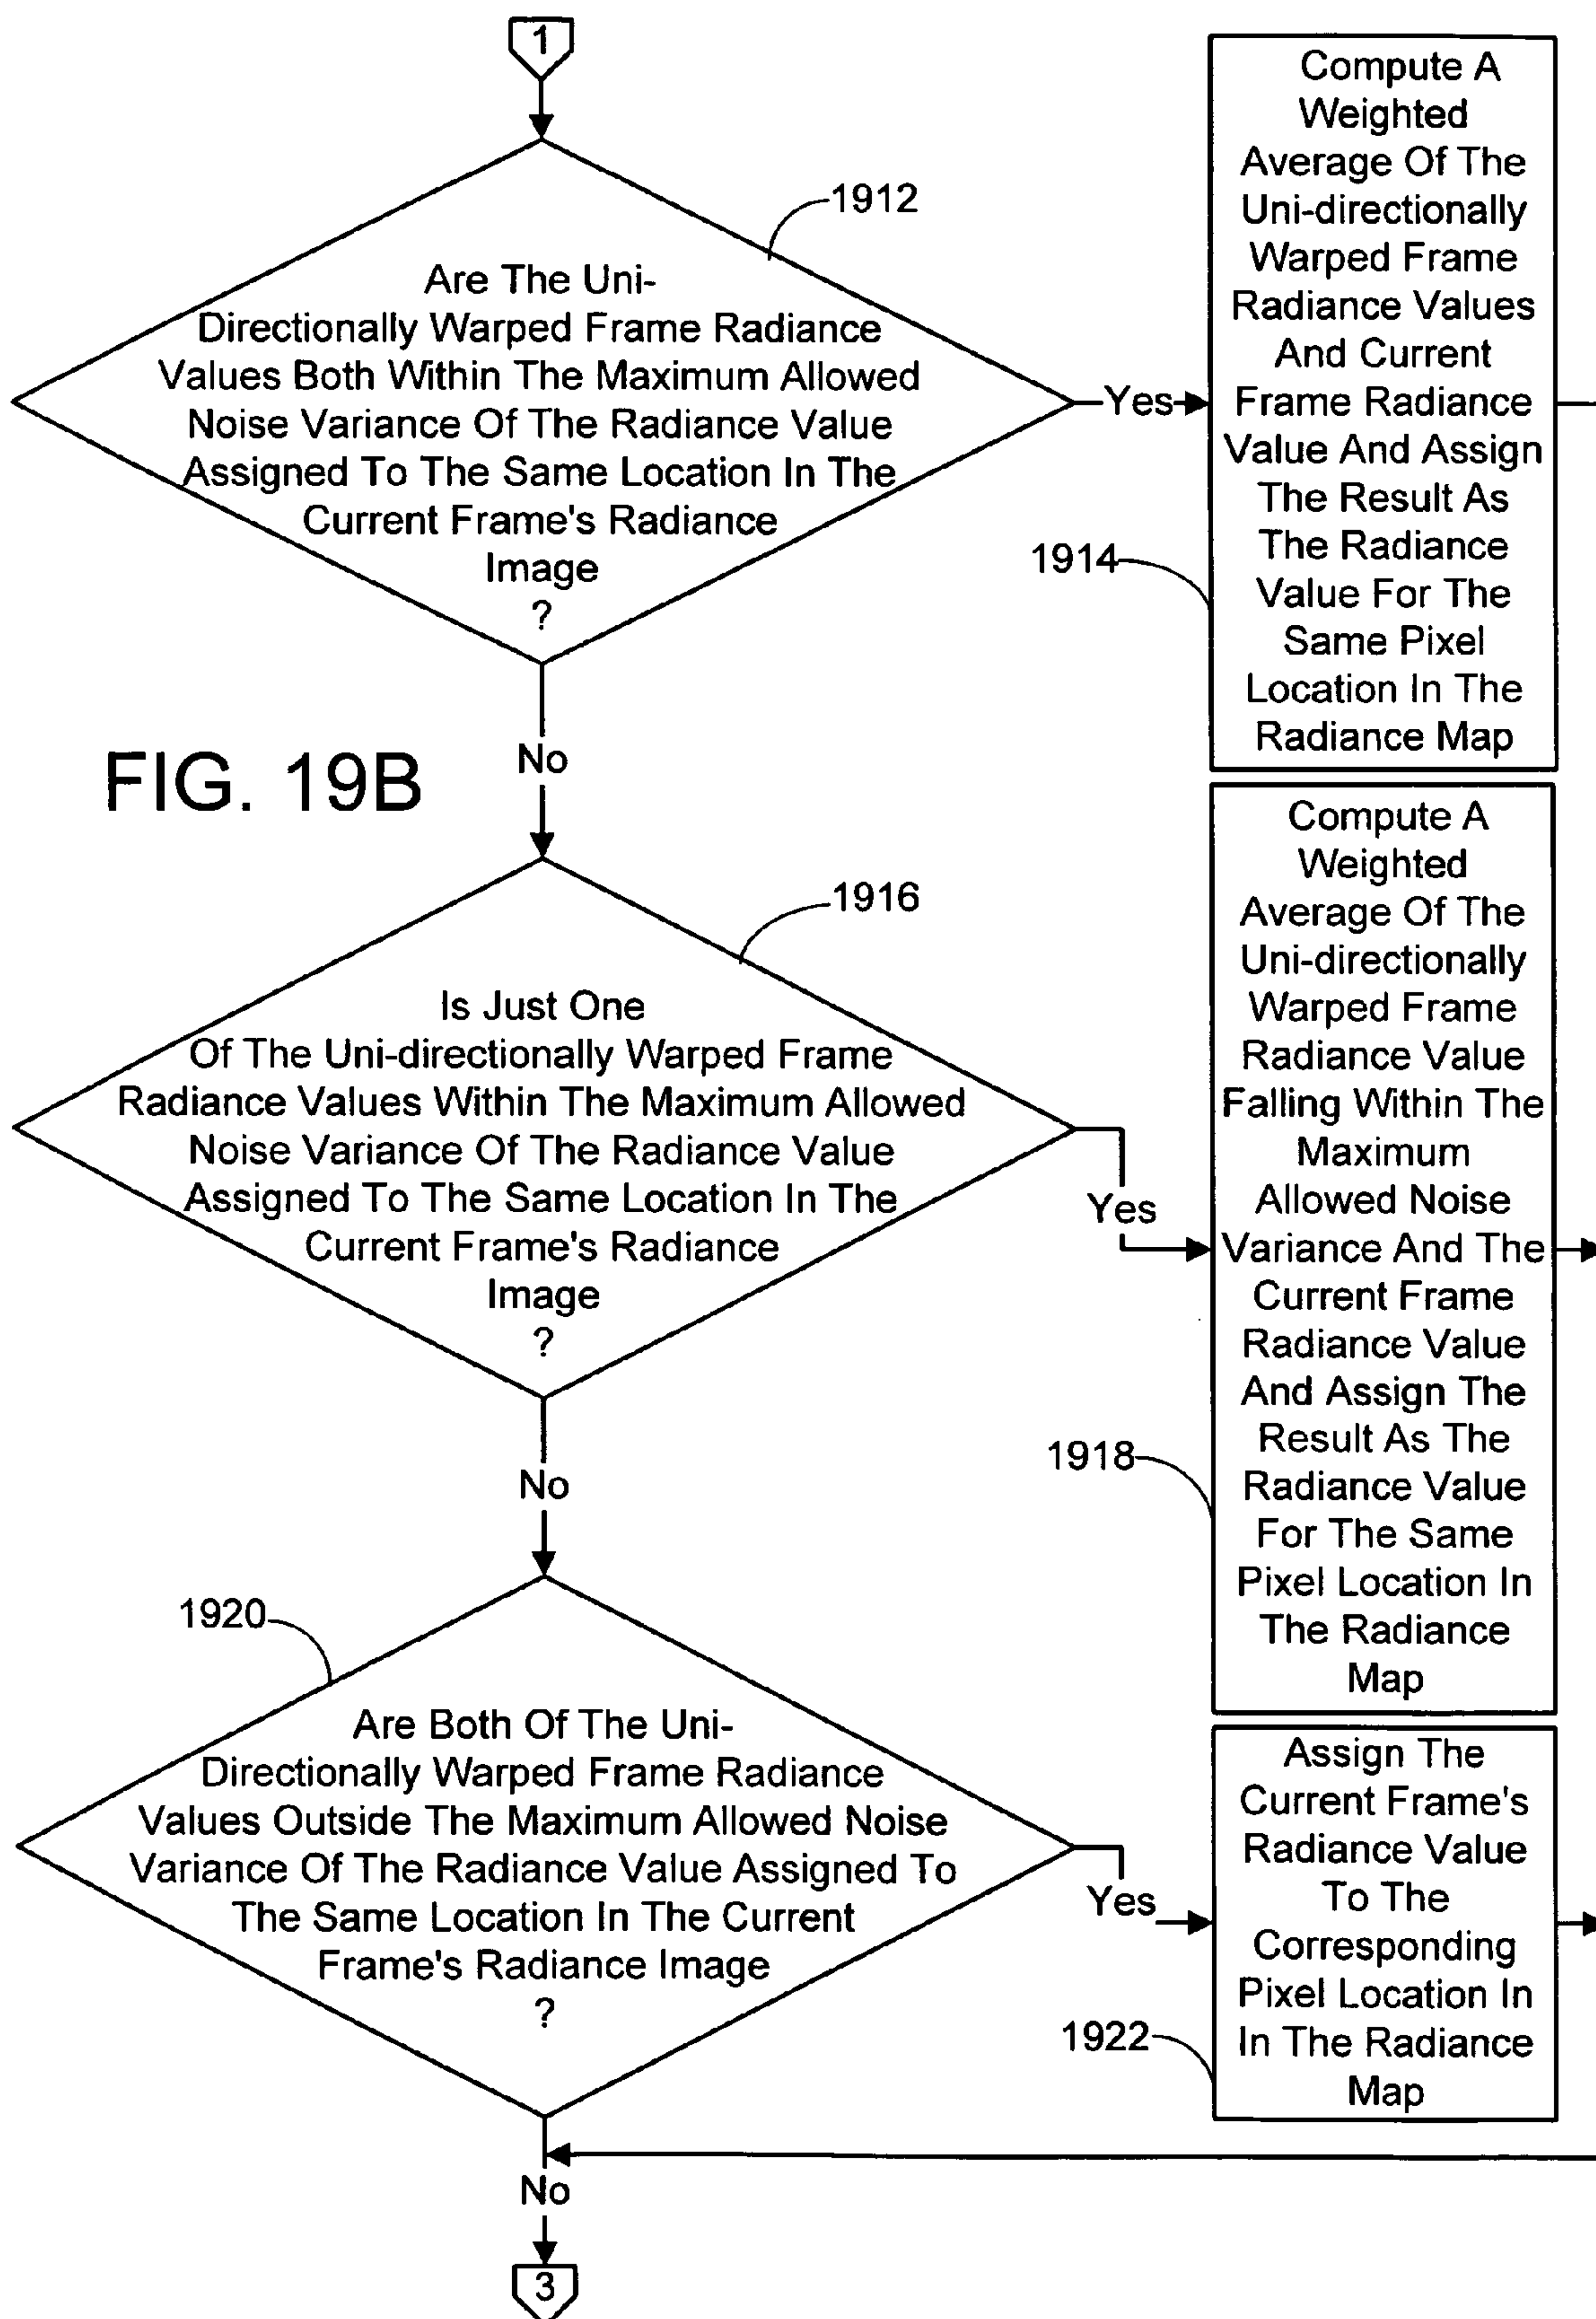 1
1912
Are The Uni-
Directionally Warped Frame Radiance
Values Both Within The Maximum Allowed
Noise Variance Of The Radiance Value
Assigned To The Same Location In The
Current Frame's Radiance
Image
?
Yes
Compute A
Weighted
Average Of The
Uni-directionally
Warped Frame
Radiance Values
And Current
Frame Radiance
Value And Assign
The Result As
The Radiance
Value For The
Same Pixel
Location In The
Radiance Map
1914
No
FIG. 19B
1916
Is Just One
Of The Uni-directionally Warped Frame
Radiance Values Within The Maximum Allowed
Noise Variance Of The Radiance Value
Assigned To The Same Location In The
Current Frame's Radiance
Image
?
Yes
Compute A
Weighted
Average Of The
Uni-directionally
Warped Frame
Radiance Value
Falling Within The
Maximum
Allowed Noise
Variance And The
Current Frame
Radiance Value
And Assign The
Result As The
Radiance Value
For The Same
Pixel Location In
The Radiance
Map
1918
No
1920
Are Both Of The Uni-
Directionally Warped Frame Radiance
Values Outside The Maximum Allowed Noise
Variance Of The Radiance Value Assigned To
The Same Location In The Current
Frame's Radiance Image
?
Yes
Assign The
Current Frame's
Radiance Value
To The
Corresponding
Pixel Location In
In The Radiance
Map
1922
No
3